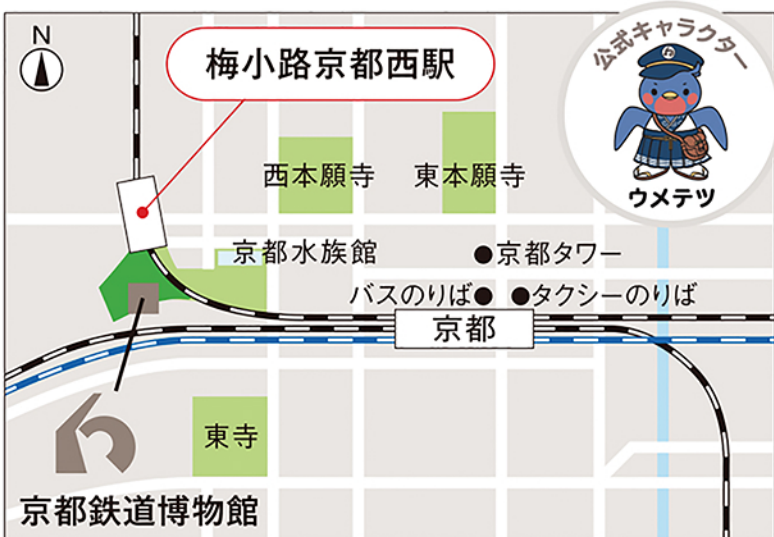 N
梅小路京都西駅
公式キャラクター
ウメテツ
西本願寺
東本願寺
京都水族館
●京都タワー
バスのりば●
●タクシーのりば
京都
東寺
京都鉄道博物館